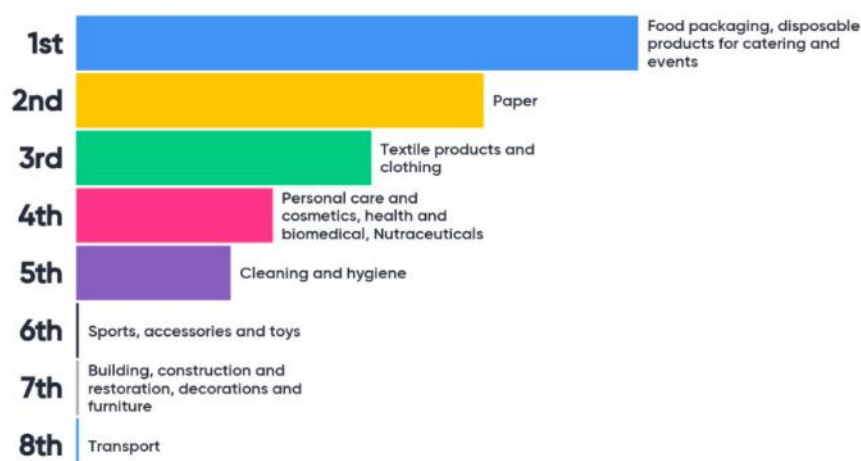 1st
Food packaging, disposable
products for catering and
events
2nd
Paper
3rd
Textile products and
clothing
4th
Personal care and
cosmetics, health and
biomedical, Nutraceuticals
5th
Cleaning and hygiene
6th
Sports, accessories and toys
7th
Building, construction and
restoration, decorations and
furniture
8th
Transport